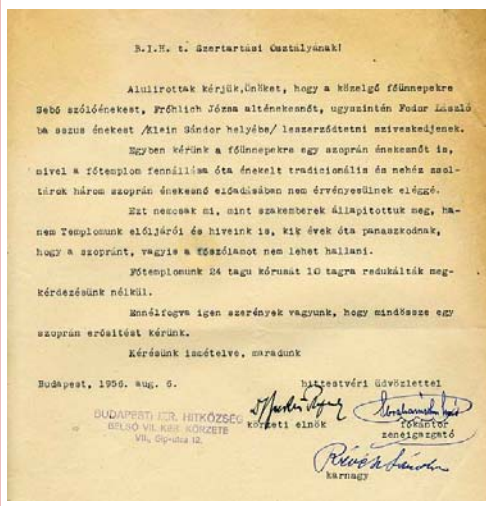 B.I.H. t. Szertartási Osztályának!
Alulirottak kérjük,Önöket, hogy a közelgő főünnepekre
Sebő szólóénekest, Fröhlich Józsa alténekesnőt, ugyszintén Fodor László
ba sszus énekest /Klein Sándor helyébe/ leszerződtetni sziveskedjenek.
Egyben kérünk a főünnepekre egy szoprán énekesnőt is,
mivel a főtemplom fennállása óta énekelt tradicionális és nehéz zsol-
tárok három szoprán énekesnő előadásában nem érvényesülnek eléggé.
Ezt nemcsak mi, mint szakemberek állapitottuk meg, ha-
nem Templomunk elöljárói és hiveink is, kik évek óta panaszkodnak,
hogy a szopránt, vagyis a főszólamot nem lehet hallani.
Főtemplomunk 24 tagu kórusát 10 tagra redukálták meg-
kérdezésünk nélkül.
Ennélfogva igen szerények vagyunk, hogy mindössze egy
szoprán erősitést kérünk.
Kérésünk ismételve, maradunk
Budapest, 1956. aug. 6.
hittestvéri üdvözlettel
BUDAPESTI IZR. HITKÖZSÉG
BELSŐ VII. KER. KÖRZETE
VII., Síp-utca 12.
körzeti elnök
főkántor
zeneigazgató
Révész Sándor
karnagy